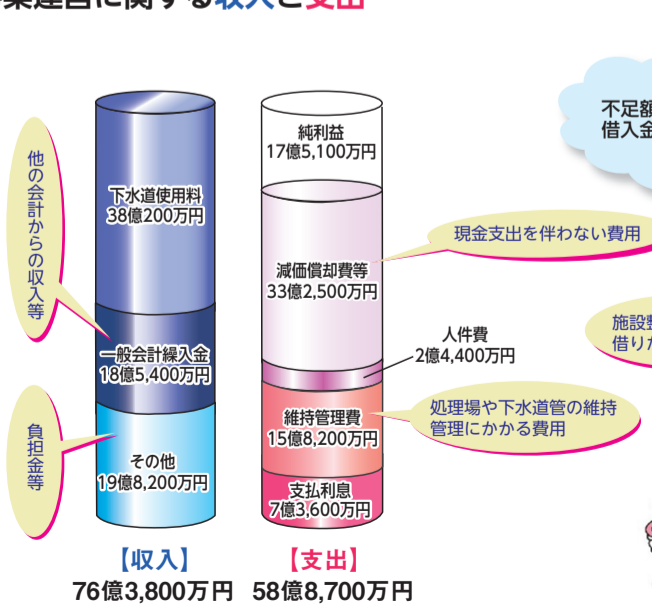 業運営に関する収入と支出
不足額
借入金
純利益
17億5,100万円
他の会計からの収入等
下水道使用料
38億200万円
現金支出を伴わない費用
減価償却費等
33億2,500万円
施設整
人件費
2億4,400万円
一般会計繰入金
18億5,400万円
処理場や下水道管の維持
管理にかかる費用
維持管理費
15億8,200万円
負担金等
その他
19億8,200万円
支払利息
7億3,600万円
【収入】
76億3,800万円
【支出】
58億8,700万円